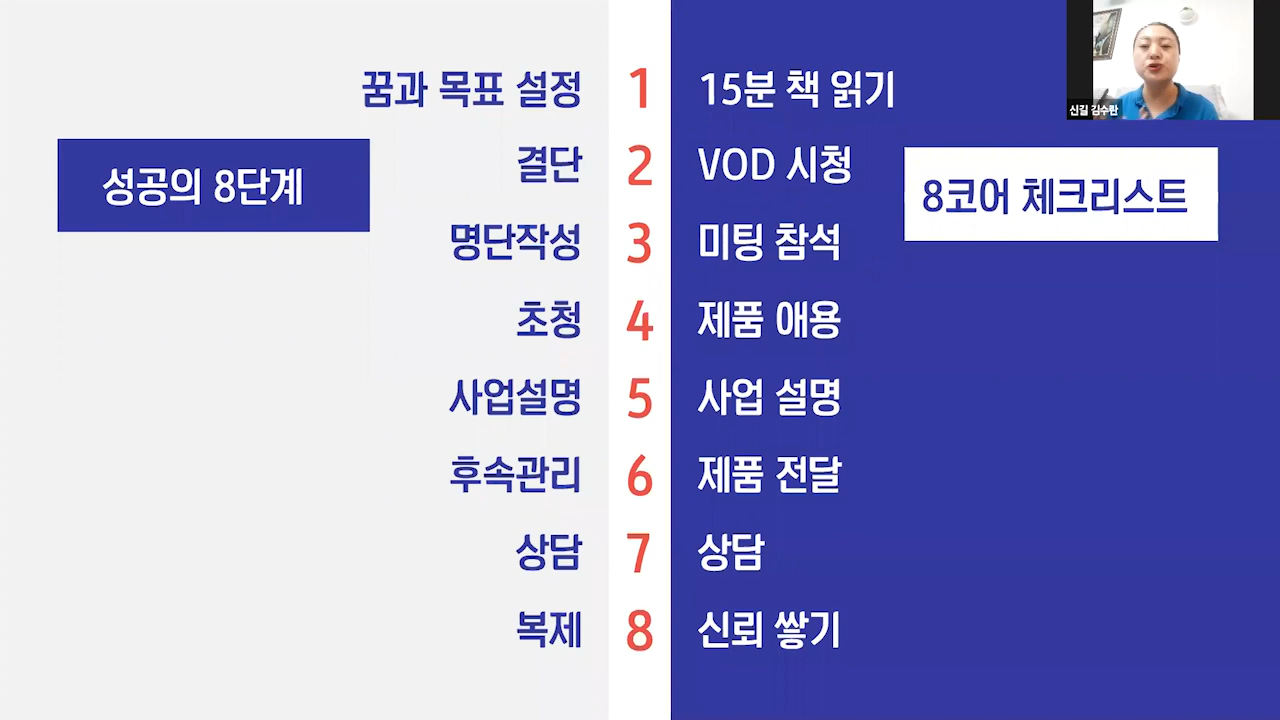 신길 김수란
성공의 8단계
꿈과 목표 설정 1 15분 책 읽기
결단 2 VOD 시청
명단작성 3 미팅 참석
초청 4 제품 애용
사업설명 5 사업 설명
후속관리 6 제품 전달
상담 7 상담
복제 8 신뢰 쌓기
8코어 체크리스트